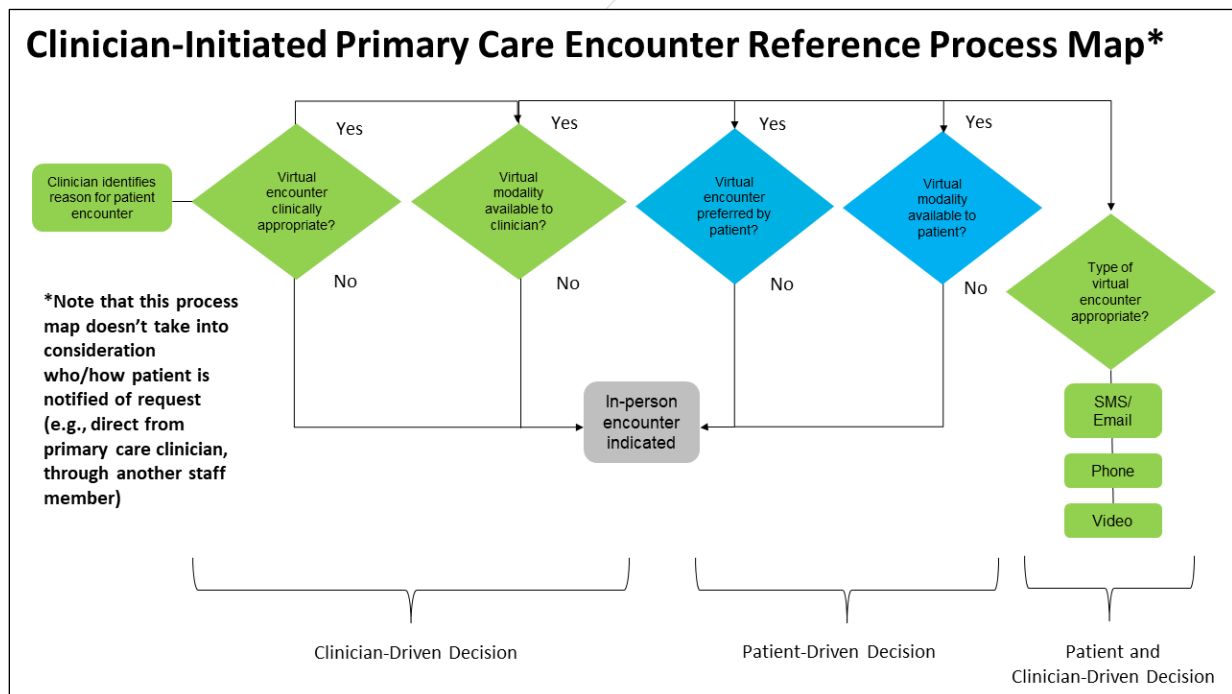 Clinician-Initiated Primary Care Encounter Reference Process Map*
Clinician identifies
reason for patient
encounter
Virtual
encounter
clinically
appropriate?
Yes
No
Virtual
modality
available to
clinician?
Yes
No
Virtual
encounter
preferred by
patient?
Yes
No
Virtual
modality
available to
patient?
Yes
No
Type of
virtual
encounter
appropriate?
SMS/
Email
Phone
Video
In-person
encounter
indicated
*Note that this process
map doesn’t take into
consideration
who/how patient is
notified of request
(e.g., direct from
primary care clinician,
through another staff
member)
Clinician-Driven Decision
Patient-Driven Decision
Patient and
Clinician-Driven Decision